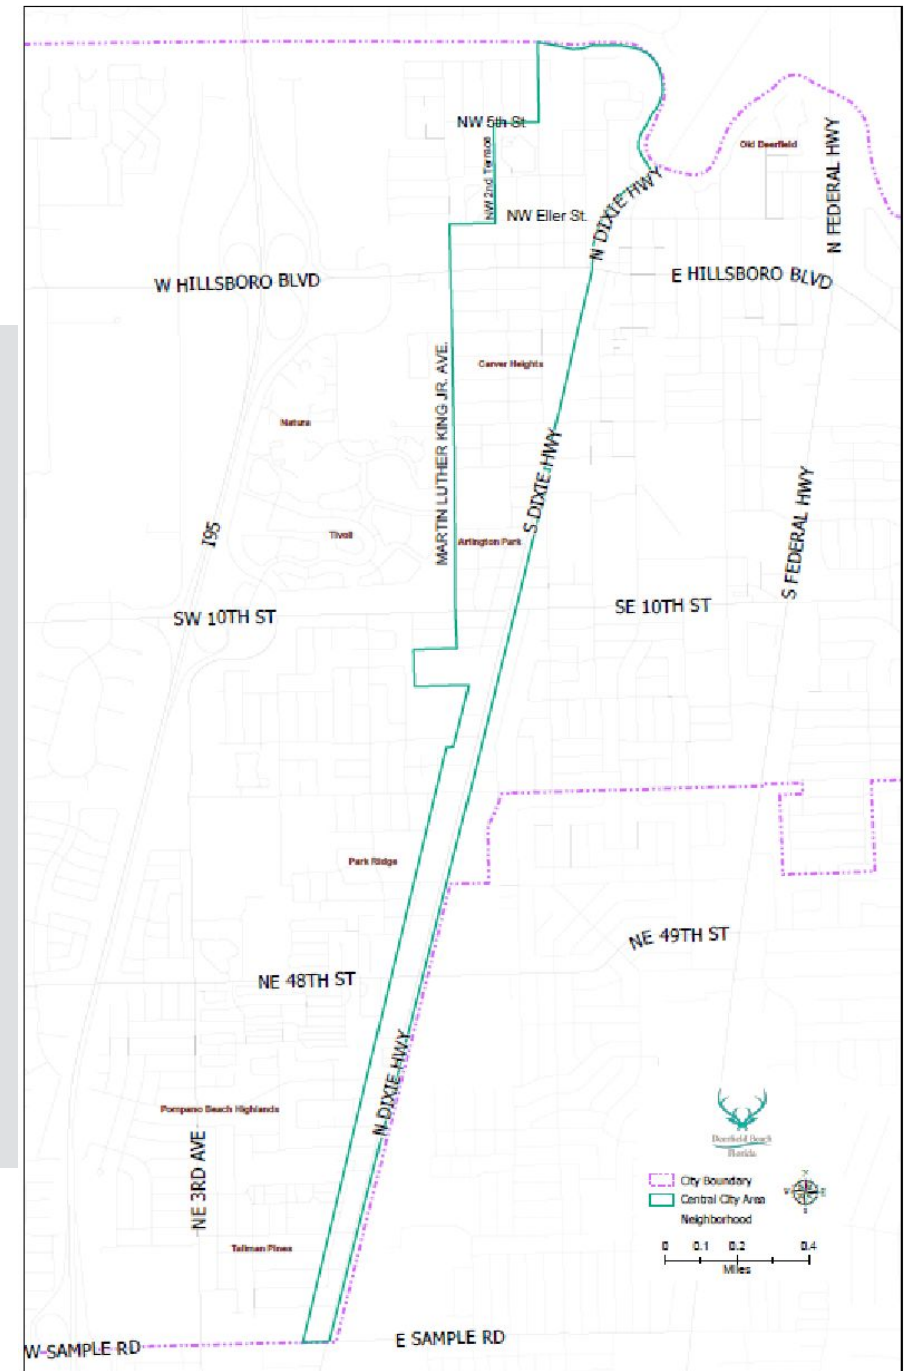 NW 5th St
Old Deerfield
N FEDERAL HWY
NW 2nd Terrace
NW Eller St.
N DIXIE HWY
W HILLSBORO BLVD
E HILLSBORO BLVD
Carver Heights
MARTIN LUTHER KING JR. AVE.
Natura
S DIXIE HWY
S FEDERAL HWY
I95
Tivoli
Arlington Park
SW 10TH ST
SE 10TH ST
Park Ridge
NE 49TH ST
NE 48TH ST
N DIXIE HWY
Pompano Beach Highlands
NE 3RD AVE
Deerfield Beach
Florida
City Boundary
Central City Area
Neighborhood
Tallman Pines
0 0.1 0.2 0.4
Miles
W SAMPLE RD
E SAMPLE RD